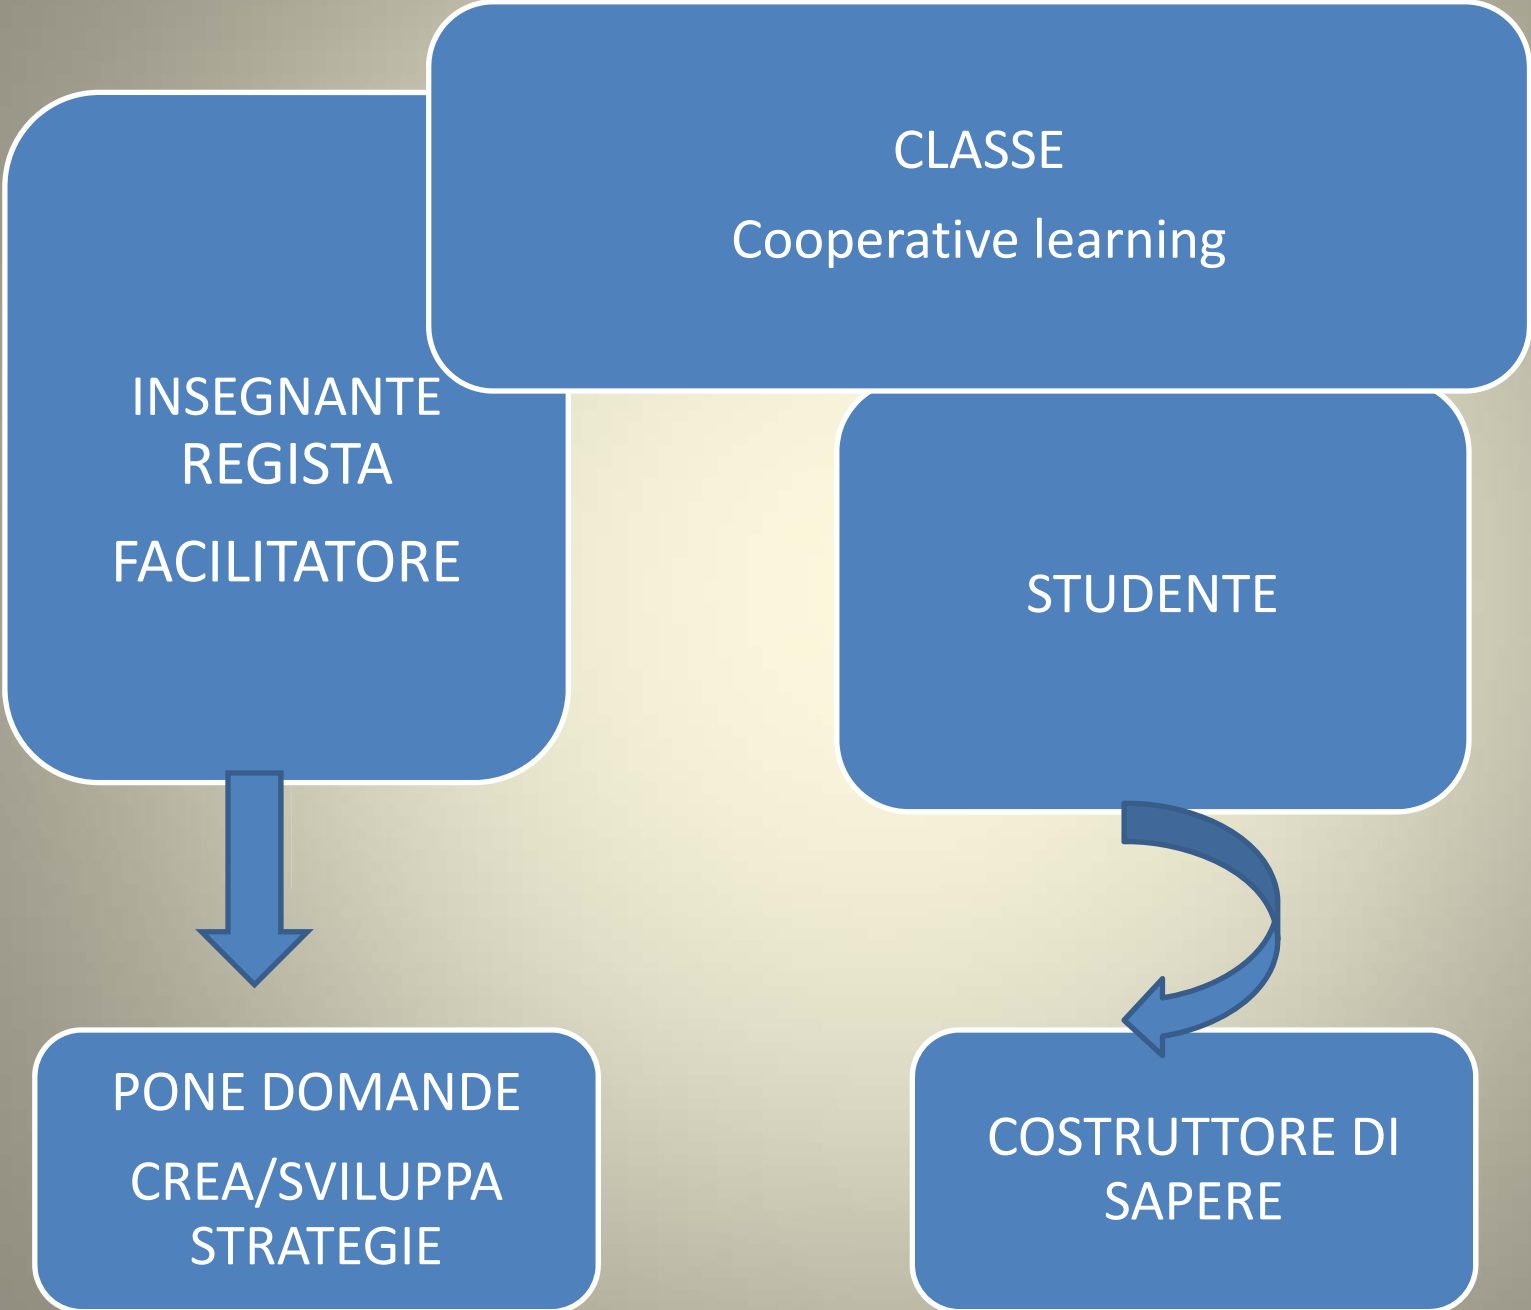 CLASSE
Cooperative learning
INSEGNANTE
REGISTA
FACILITATORE
STUDENTE
PONE DOMANDE
CREA/SVILUPPA
STRATEGIE
COSTRUTTORE DI
SAPERE